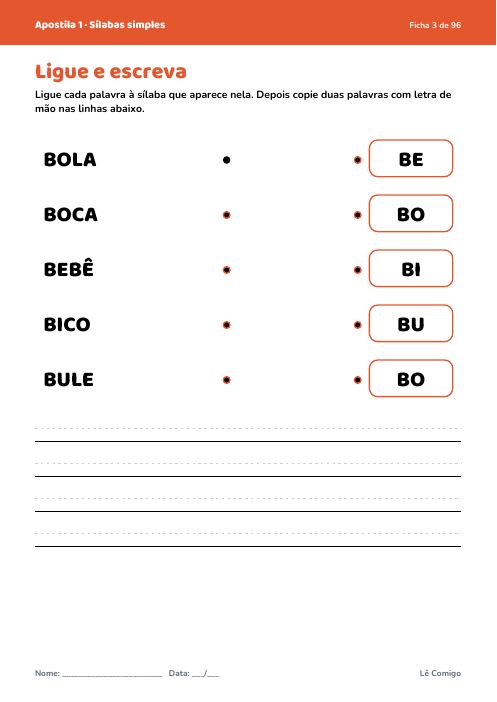 Apostila 1 · Sílabas simples
Ficha 3 de 96
Ligue e escreva
Ligue cada palavra à sílaba que aparece nela. Depois copie duas palavras com letra de
mão nas linhas abaixo.
BOLA BE
BOCA BO
BEBÊ BI
BICO BU
BULE BO
Nome: ________________________ Data: ___/___
Lê Comigo